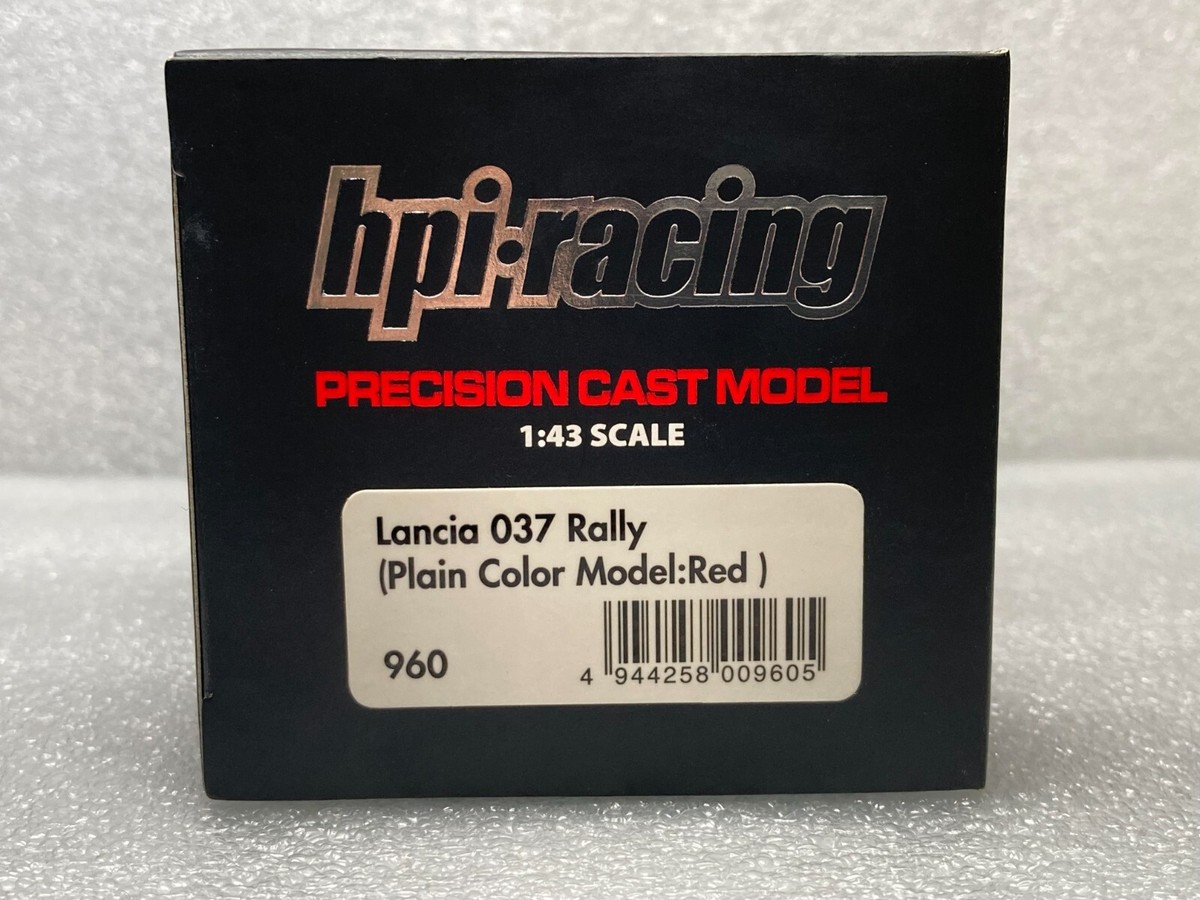 hpi·racing
PRECISION CAST MODEL
1:43 SCALE
Lancia 037 Rally
(Plain Color Model:Red )
960
4 944258 009605